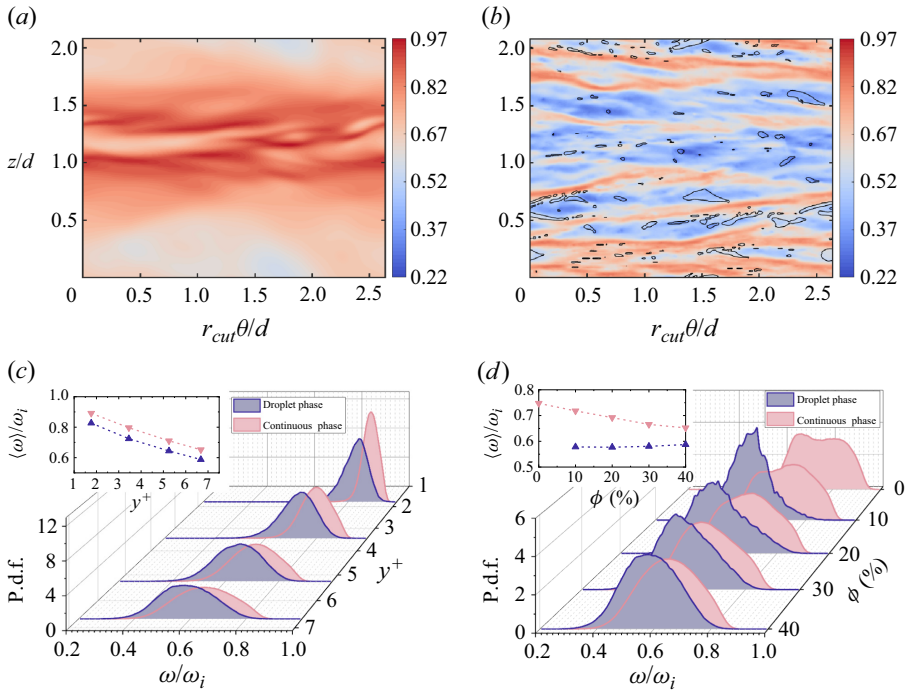 (a)
(b)
2.0
1.5
z/d
1.0
0.5
0
0.5
1.0
1.5
2.0
2.5
r_cut θ/d
0.97
0.82
0.67
0.52
0.37
0.22
2.0
1.5
1.0
0.5
0
0.5
1.0
1.5
2.0
2.5
r_cut θ/d
0.97
0.82
0.67
0.52
0.37
0.22
(c)
1.0
0.8
0.6
⟨ω⟩/ω_i
1 2 3 4 5 6 7
y⁺
Droplet phase
Continuous phase
12
8
4
0
P.d.f.
0.2 0.4 0.6 0.8 1.0
ω/ω_i
1
2
3
4
5
6
7
y⁺
(d)
0.8
0.7
0.6
0.5
⟨ω⟩/ω_i
0 10 20 30 40
ϕ (%)
Droplet phase
Continuous phase
6
4
2
0
P.d.f.
0.2 0.4 0.6 0.8 1.0
ω/ω_i
0
10
20
30
40
ϕ (%)